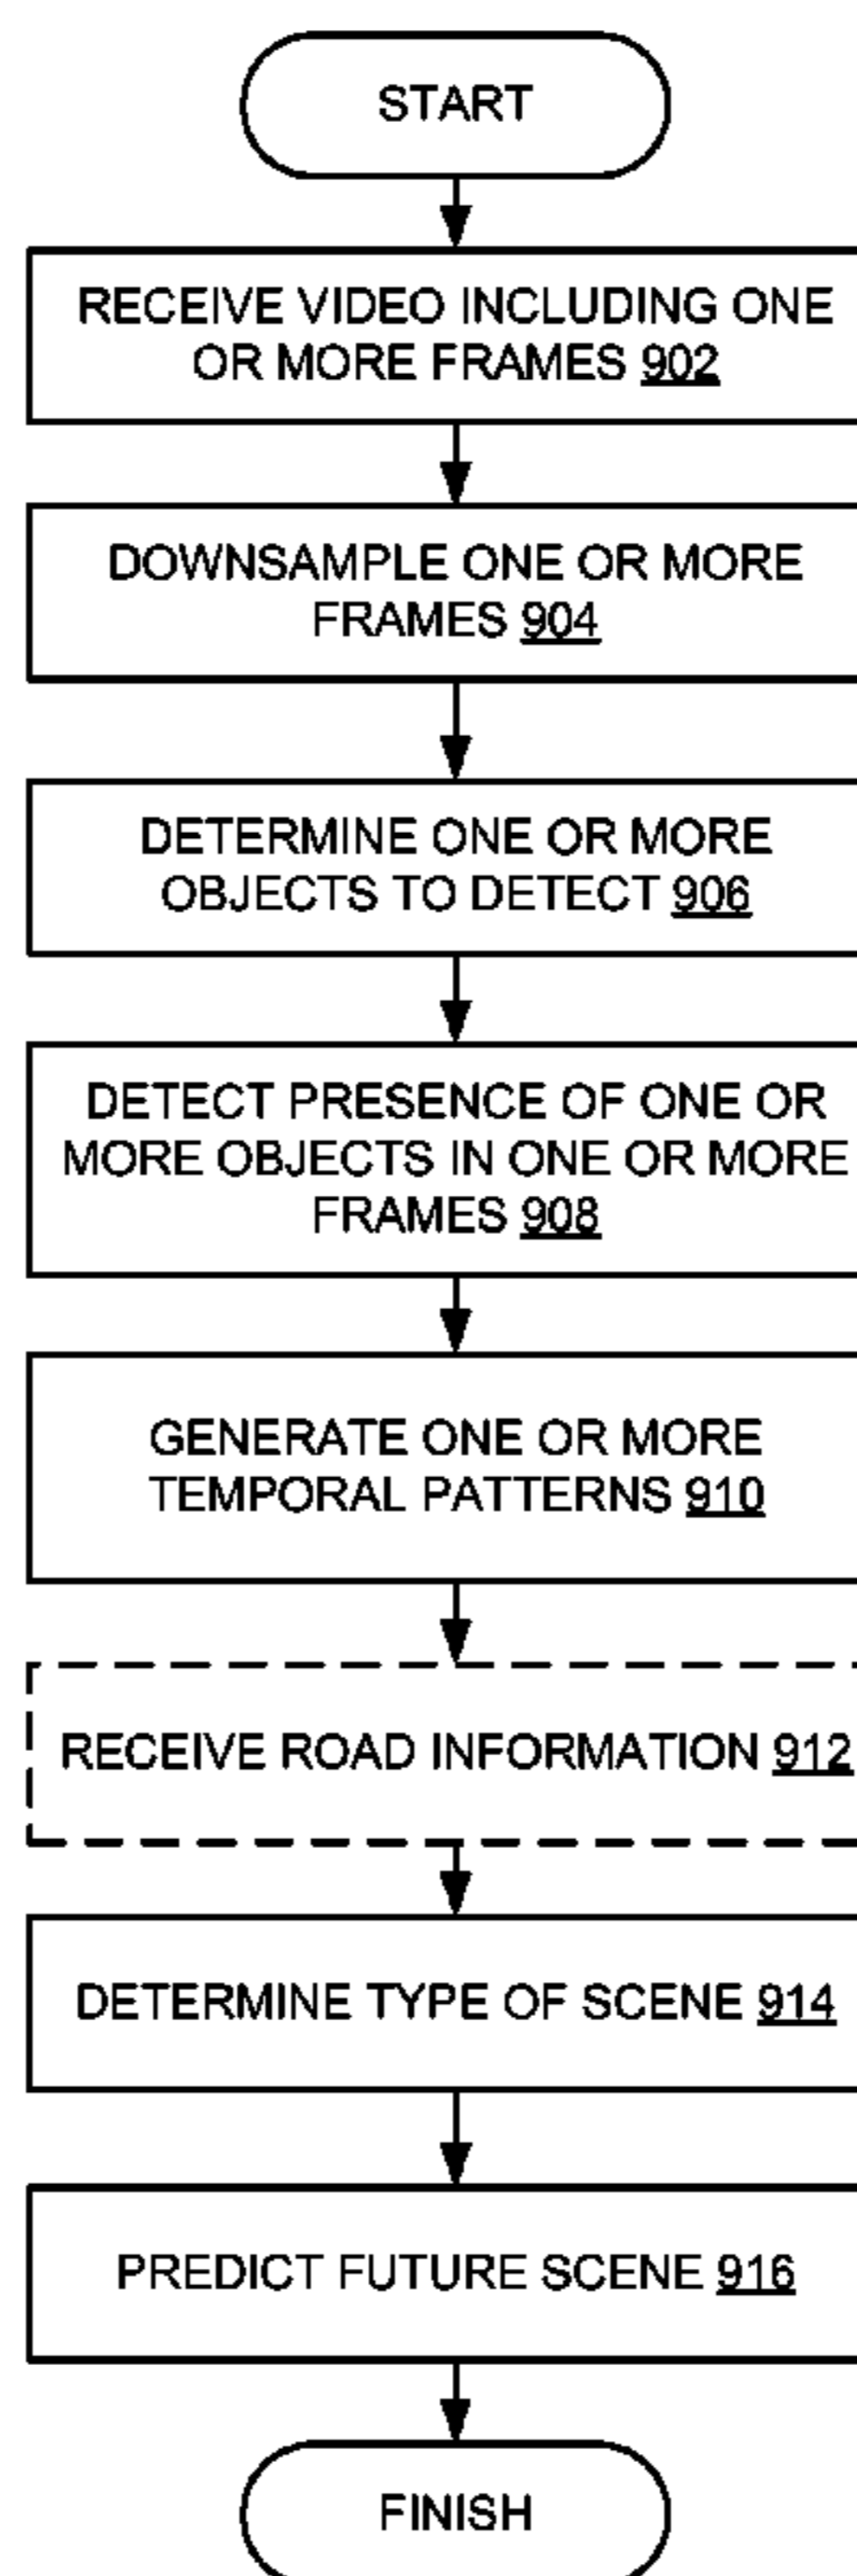 START
RECEIVE VIDEO INCLUDING ONE
OR MORE FRAMES 902
DOWNSAMPLE ONE OR MORE
FRAMES 904
DETERMINE ONE OR MORE
OBJECTS TO DETECT 906
DETECT PRESENCE OF ONE OR
MORE OBJECTS IN ONE OR MORE
FRAMES 908
GENERATE ONE OR MORE
TEMPORAL PATTERNS 910
RECEIVE ROAD INFORMATION 912
DETERMINE TYPE OF SCENE 914
PREDICT FUTURE SCENE 916
FINISH